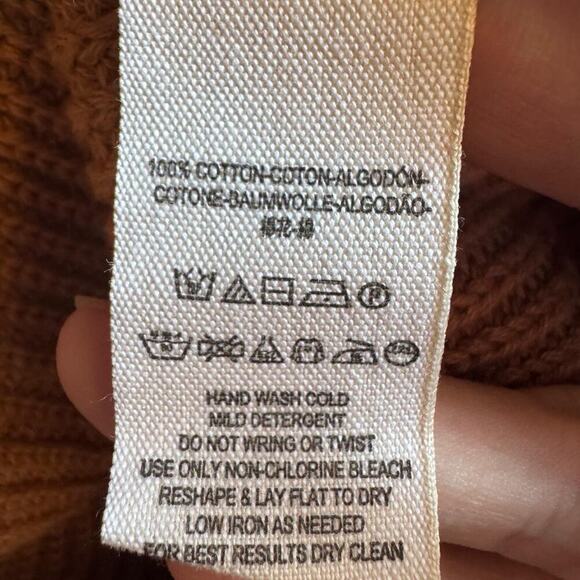 100% COTTON-COTON-ALGODÓN-
COTONE-BAUMWOLLE-ALGODÃO-
HAND WASH COLD
MILD DETERGENT
DO NOT WRING OR TWIST
USE ONLY NON-CHLORINE BLEACH
RESHAPE & LAY FLAT TO DRY
LOW IRON AS NEEDED
FOR BEST RESULTS DRY CLEAN